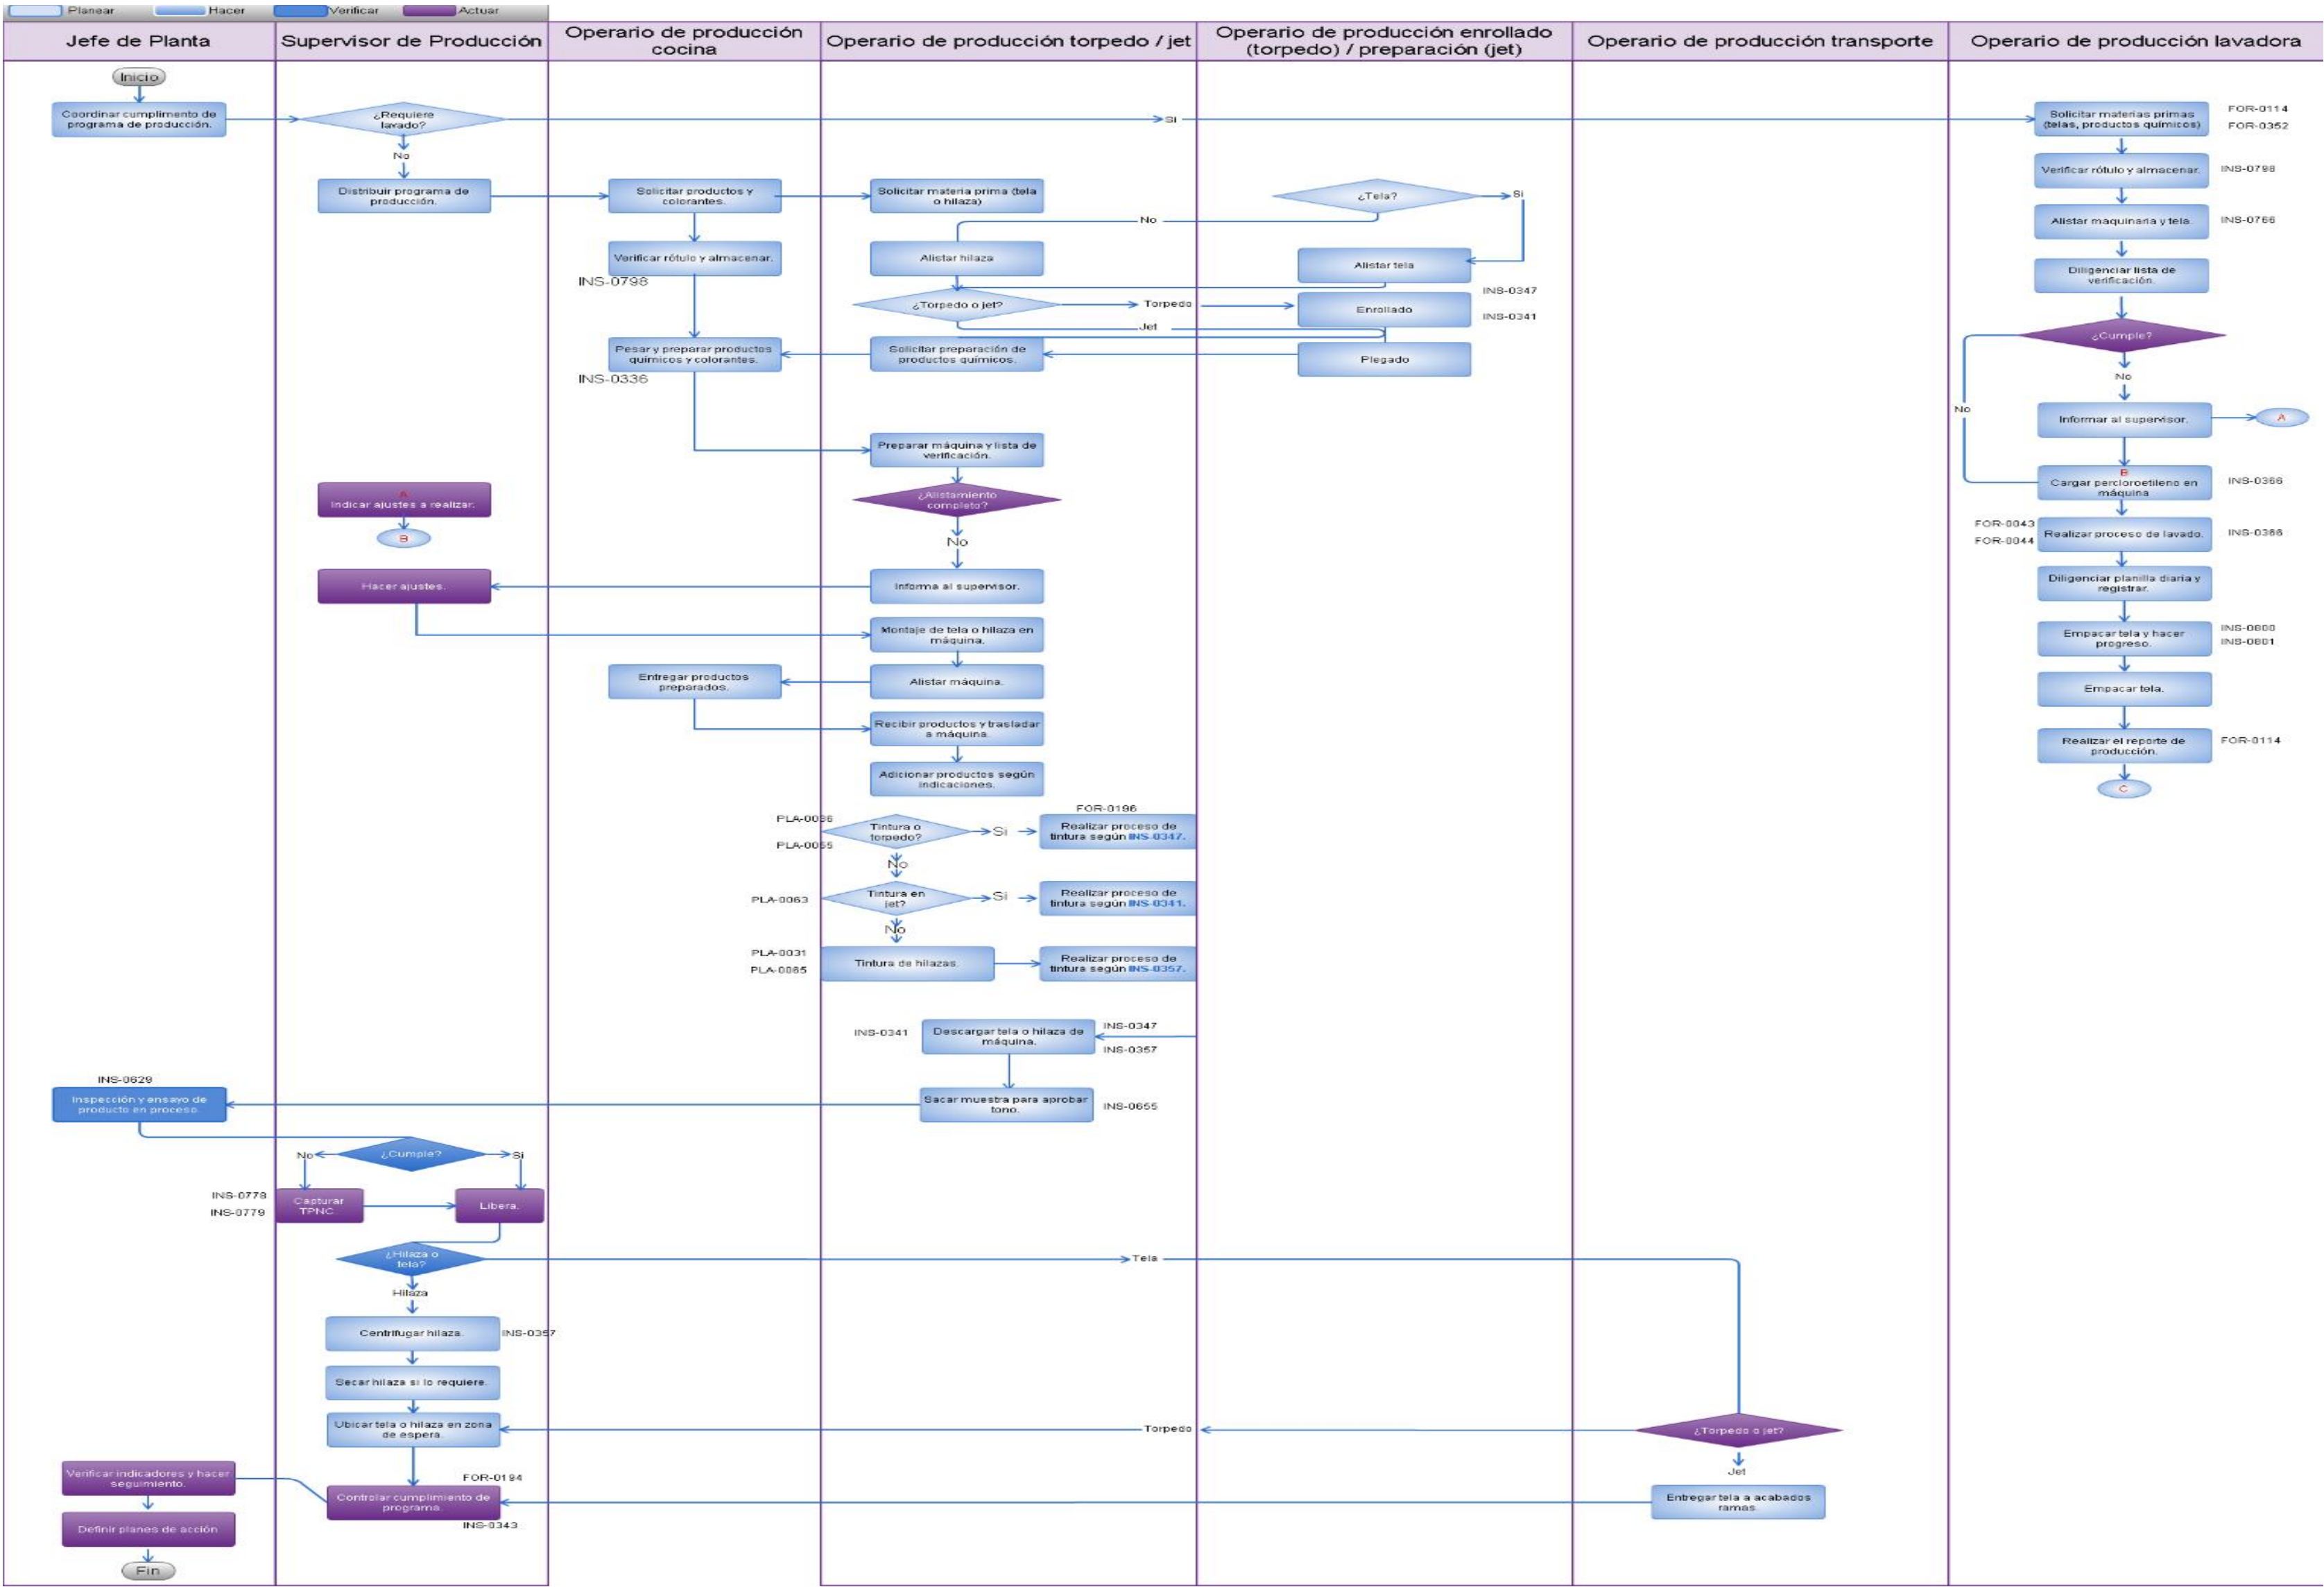 Planear
Hacer
Verificar
Actuar
Jefe de Planta
Supervisor de Producción
Operario de producción
cocina
Operario de producción torpedo / jet
Operario de producción enrollado
(torpedo) / preparación (jet)
Operario de producción transporte
Operario de producción lavadora
Inicio
Coordinar cumplimento de
programa de producción.
¿Requiere
lavado?
Si
No
Solicitar materias primas
(telas, productos químicos)
FOR-0114
FOR-0352
Verificar rótulo y almacenar.
INS-0798
Distribuir programa de
producción.
Solicitar productos y
colorantes.
Solicitar materia prima (tela
o hilaza)
¿Tela?
Si
No
Alistar maquinaria y tela.
INS-0766
Verificar rótulo y almacenar.
INS-0798
Alistar hilaza
Alistar tela
Diligenciar lista de
verificación.
¿Torpedo o jet?
Torpedo
Jet
Enrollado
INS-0347
INS-0341
¿Cumple?
No
No
Pesar y preparar productos
químicos y colorantes.
INS-0336
Solicitar preparación de
productos químicos.
Plegado
Informar al supervisor.
A
Preparar máquina y lista de
verificación.
B
Cargar percloroetileno en
máquina
INS-0366
A
Indicar ajustes a realizar.
B
¿Alistamiento
completo?
No
FOR-0043
FOR-0044
Realizar proceso de lavado.
INS-0366
Hacer ajustes.
Informa al supervisor.
Diligenciar planilla diaria y
registrar.
Montaje de tela o hilaza en
máquina.
Empacar tela y hacer
progreso.
INS-0800
INS-0801
Entregar productos
preparados.
Alistar máquina.
Empacar tela.
Recibir productos y trasladar
a máquina.
Realizar el reporte de
producción.
FOR-0114
C
Adicionar productos según
indicaciones.
PLA-0036
PLA-0055
Tintura o
torpedo?
Si
FOR-0196
Realizar proceso de
tintura según INS-0347.
No
PLA-0063
Tintura en
jet?
Si
Realizar proceso de
tintura según INS-0341.
No
PLA-0031
PLA-0065
Tintura de hilazas.
Realizar proceso de
tintura según INS-0357.
INS-0341
Descargar tela o hilaza de
máquina.
INS-0347
INS-0357
INS-0629
Inspección y ensayo de
producto en proceso.
Sacar muestra para aprobar
tono.
INS-0655
¿Cumple?
No
Si
INS-0778
INS-0779
Capturar
TPNC
Libera.
¿Hilaza o
tela?
Tela
Hilaza
Centrifugar hilaza.
INS-0357
Secar hilaza si lo requiere.
Ubicar tela o hilaza en zona
de espera.
Torpedo
¿Torpedo o jet?
Jet
Verificar indicadores y hacer
seguimiento.
FOR-0194
Controlar cumplimiento de
programa.
INS-0343
Entregar tela a acabados
ramas.
Definir planes de acción
Fin